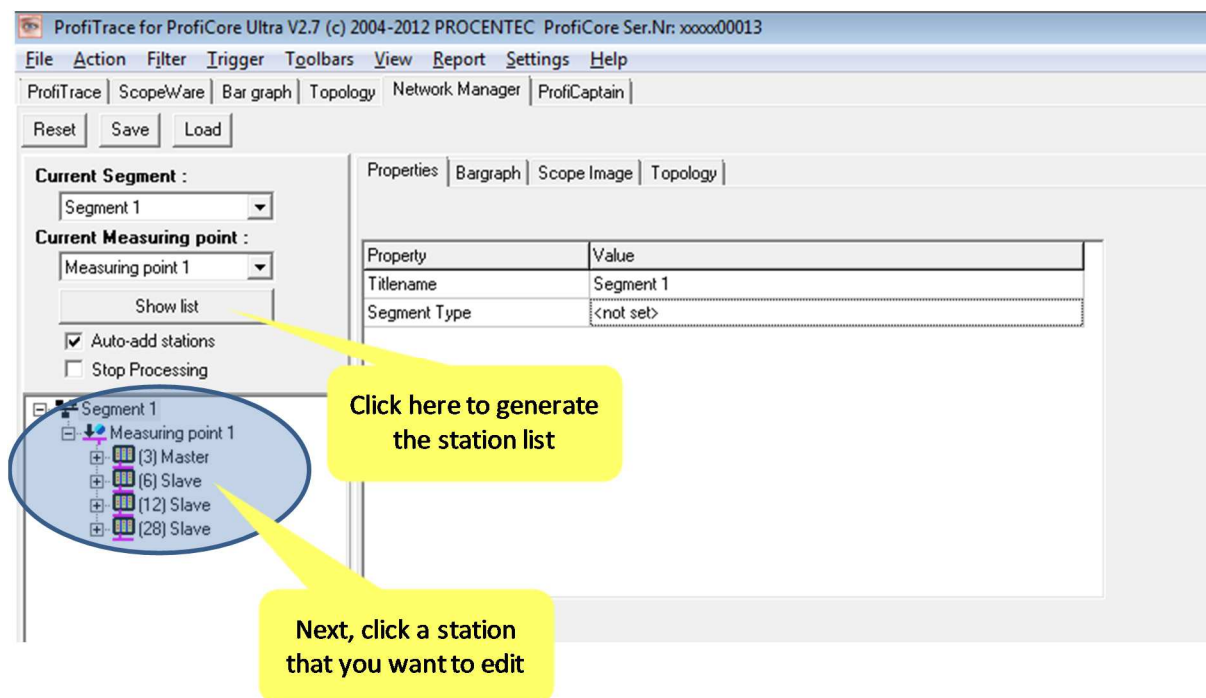 ProfiTrace for ProfiCore Ultra V2.7 (c) 2004-2012 PROCENTEC ProfiCore Ser.Nr: xxxxx00013
File Action Filter Trigger Toolbars View Report Settings Help
ProfiTrace ScopeWare Bar graph Topology Network Manager ProfiCaptain
Reset Save Load
Current Segment :
Segment 1
Current Measuring point :
Measuring point 1
Show list
Auto-add stations
Stop Processing
Segment 1
Measuring point 1
(3) Master
(6) Slave
(12) Slave
(28) Slave
Properties Bargraph Scope Image Topology
Property Value
Titlename Segment 1
Segment Type <not set>
Click here to generate
the station list
Next, click a station
that you want to edit